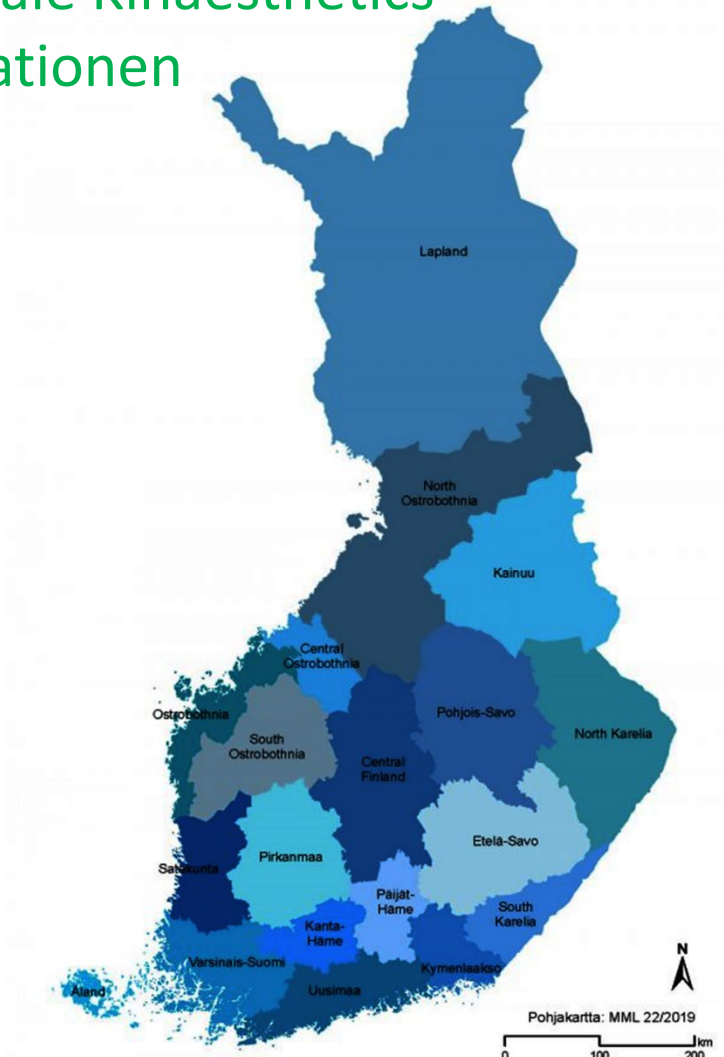 Kinaesthetics
ationen
Lapland
North
Ostrobothnia
Kainuu
Central
Ostrobothnia
Ostrobothnia
South
Ostrobothnia
Pohjois-Savo
North Karelia
Central
Finland
Satakunta
Pirkanmaa
Etelä-Savo
Päijät-
Häme
South
Karelia
Kanta-
Häme
Varsinais-Suomi
Kymenlaakso
Åland
Uusimaa
N
Pohjakartta: MML 22/2019
km
0 100 200